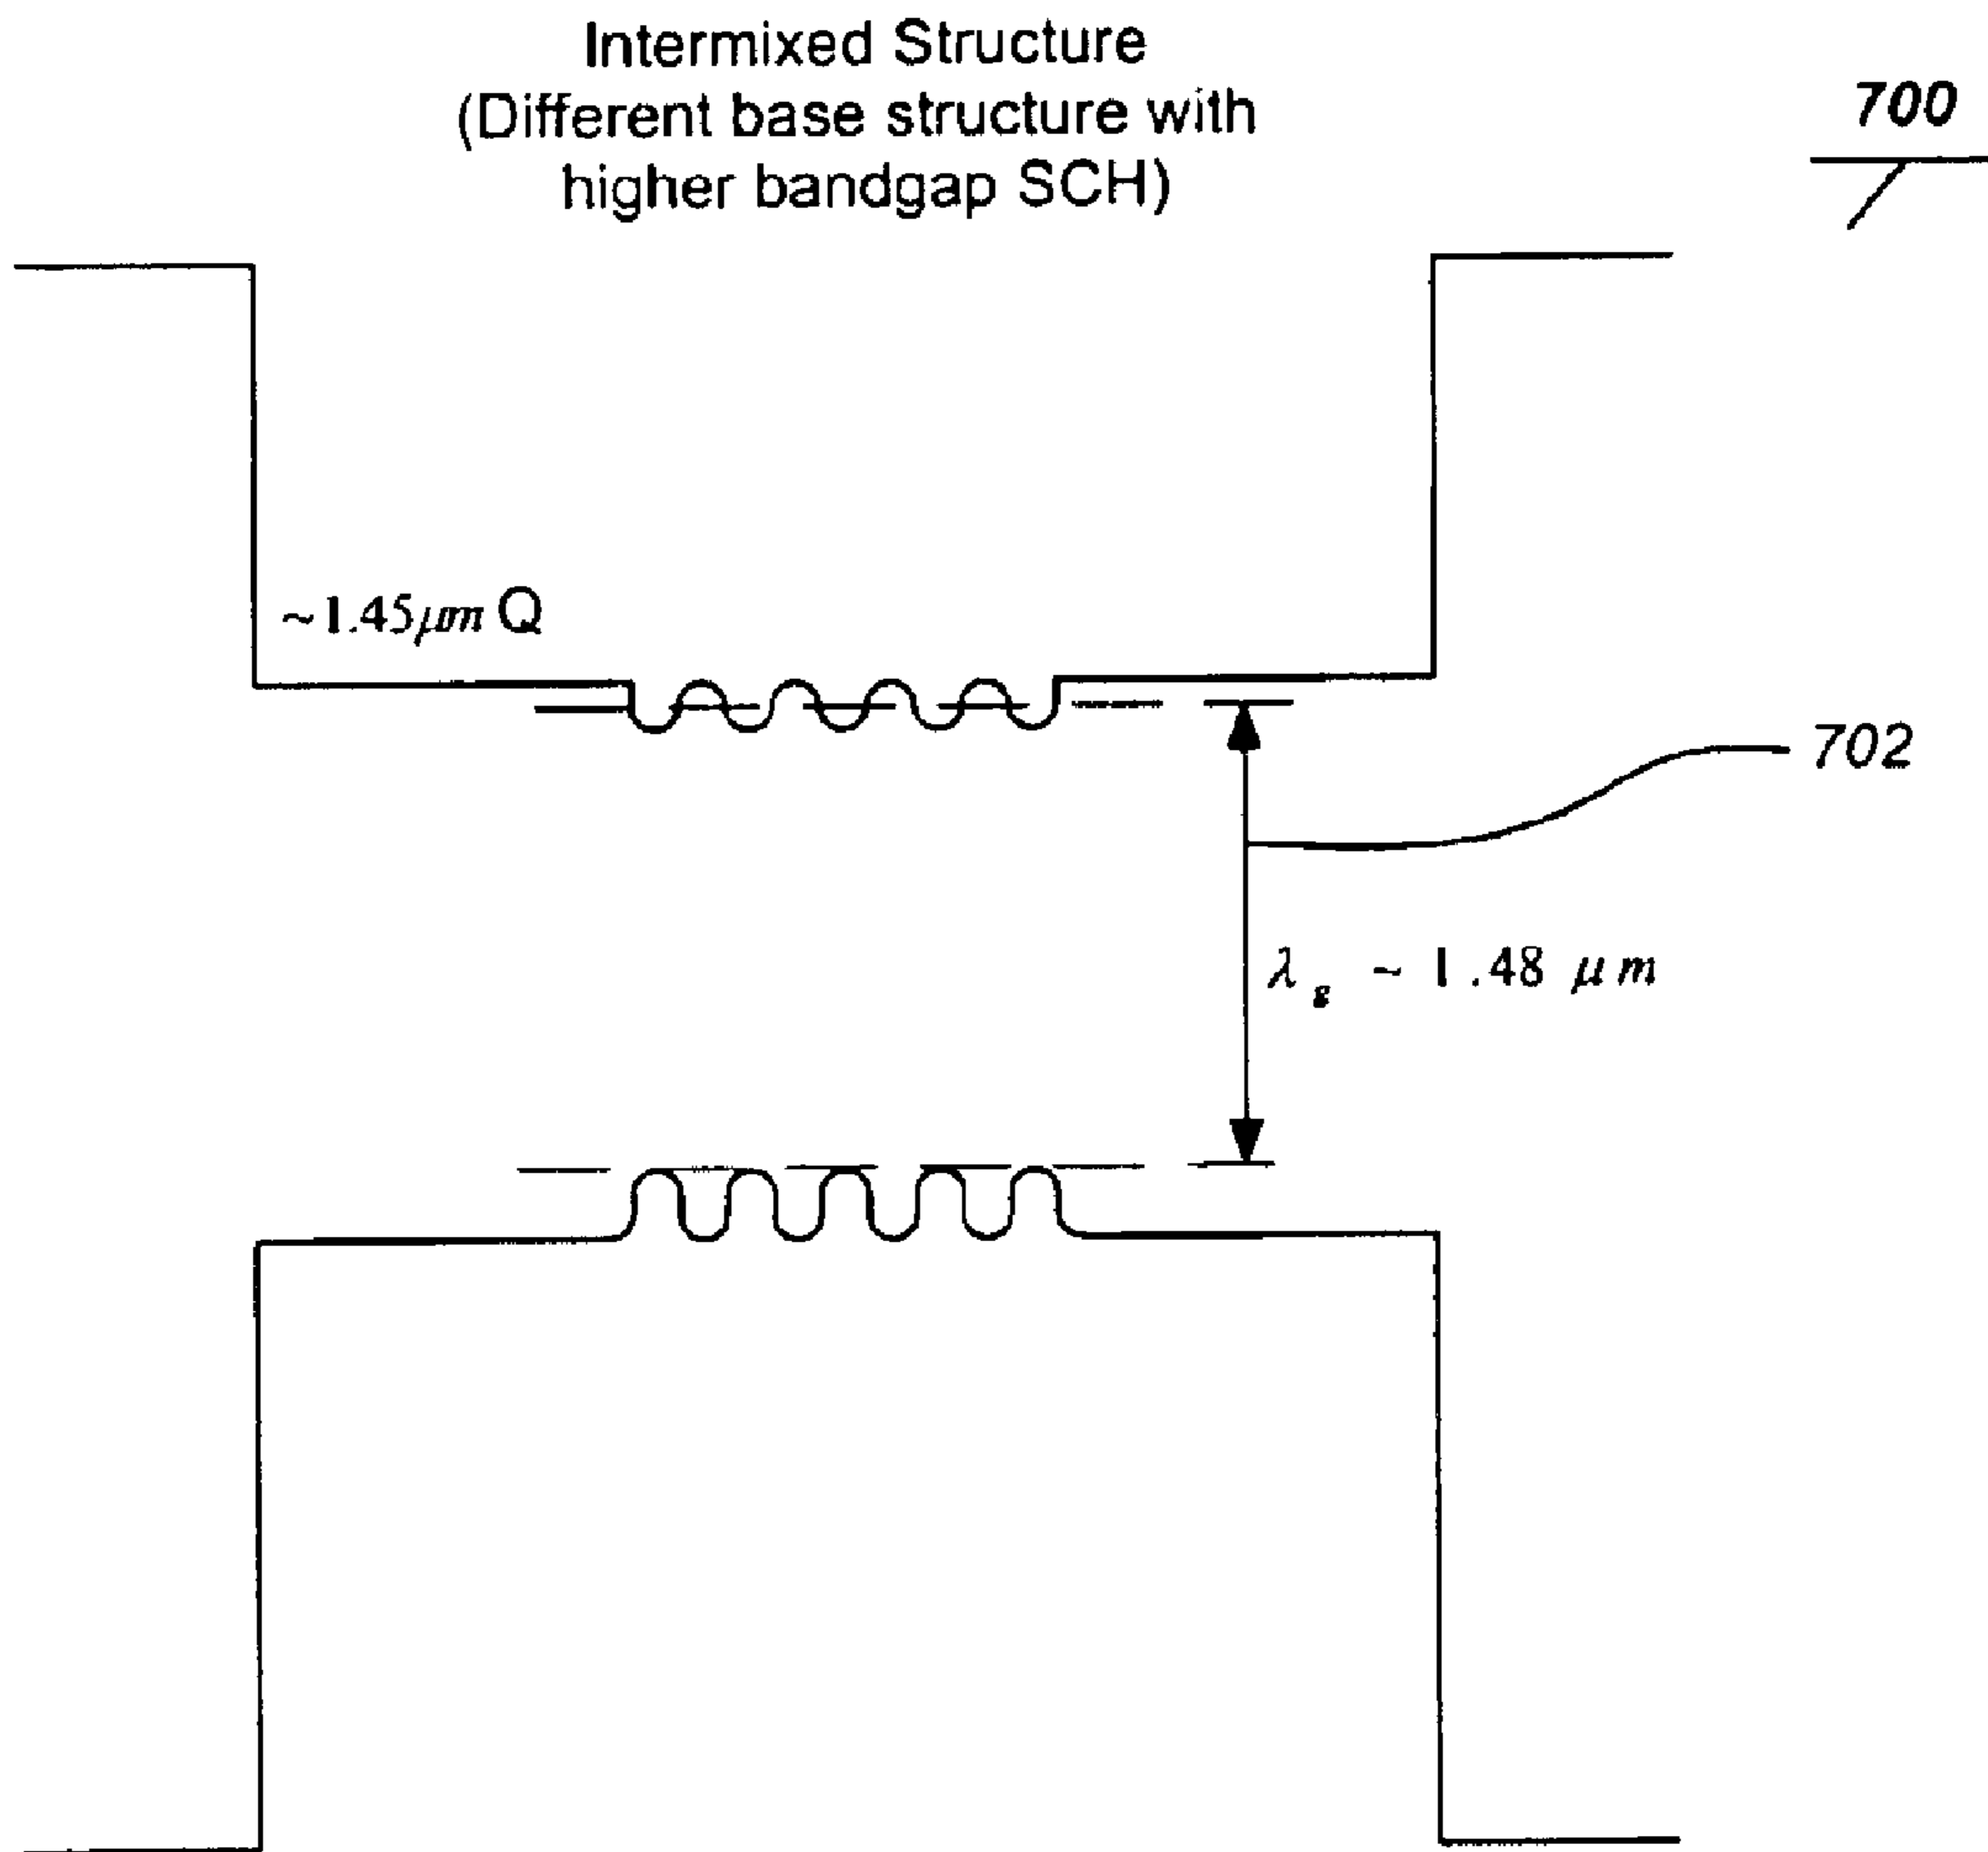 Intermixed Structure
(Different base structure with
higher bandgap SCH)
700
~1.45μm Q
702
λg ~ 1.48 μm